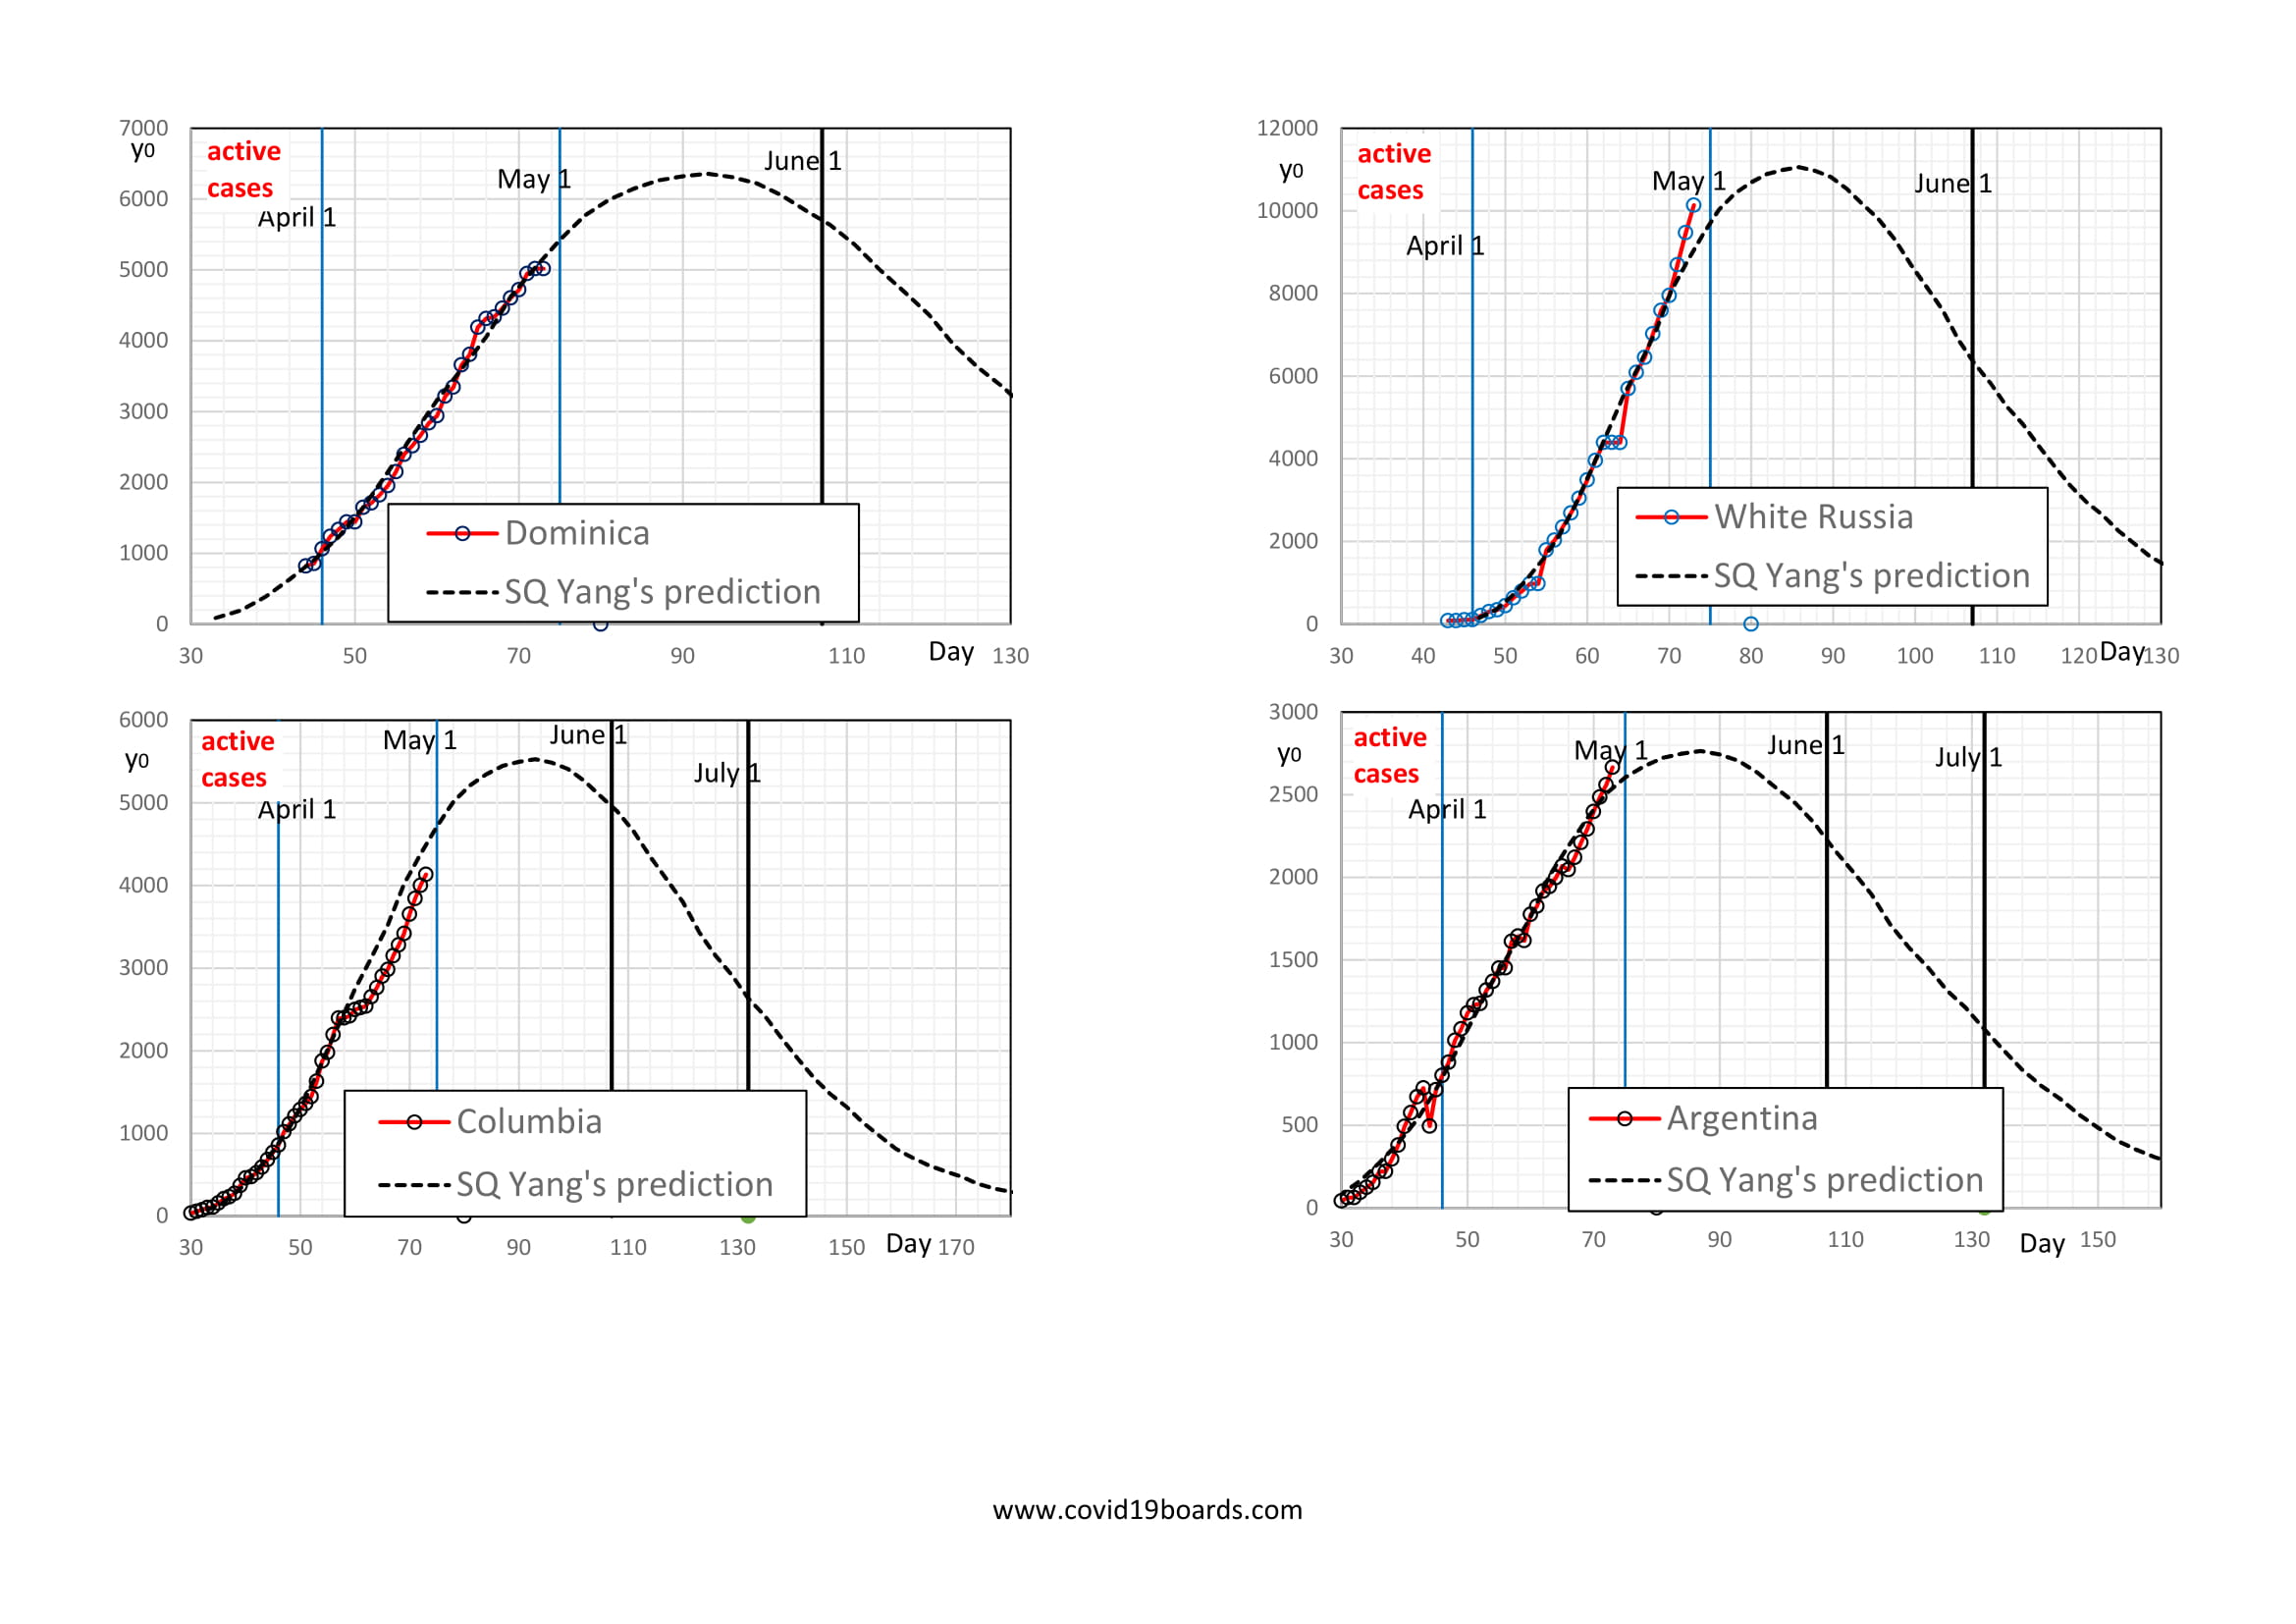 7000
y0
active
cases
April 1
May 1
June 1
6000
5000
4000
3000
2000
1000
0
Dominica
SQ Yang's prediction
30 50 70 90 110 Day 130
12000
y0
active
cases
April 1
May 1
June 1
10000
8000
6000
4000
2000
0
White Russia
SQ Yang's prediction
30 40 50 60 70 80 90 100 110 120 Day 130
6000
y0
active
cases
April 1
May 1
June 1
July 1
5000
4000
3000
2000
1000
0
Columbia
SQ Yang's prediction
30 50 70 90 110 130 150 Day 170
3000
y0
active
cases
April 1
May 1
June 1
July 1
2500
2000
1500
1000
500
0
Argentina
SQ Yang's prediction
30 50 70 90 110 130 Day 150
www.covid19boards.com